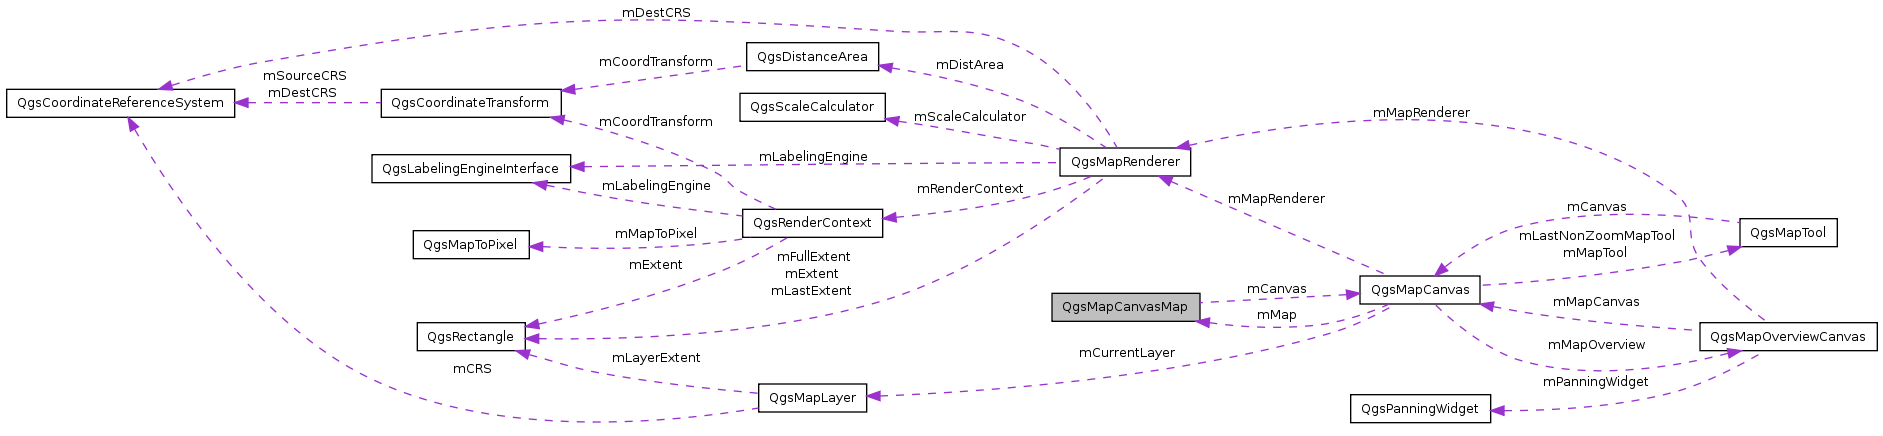 mDestCRS
QgsDistanceArea
mCoordTransform
mDistArea
mSourceCRS
mDestCRS
QgsCoordinateReferenceSystem
QgsCoordinateTransform
QgsScaleCalculator
mScaleCalculator
mMapRenderer
mCoordTransform
mLabelingEngine
QgsMapRenderer
QgsLabelingEngineInterface
mLabelingEngine
mRenderContext
mMapRenderer
mCanvas
QgsRenderContext
mMapToPixel
QgsMapTool
mLastNonZoomMapTool
mMapTool
QgsMapToPixel
mExtent
mFullExtent
mExtent
mLastExtent
mCanvas
QgsMapCanvas
QgsMapCanvasMap
mMap
mMapCanvas
QgsRectangle
mLayerExtent
mCurrentLayer
mMapOverview
QgsMapOverviewCanvas
mCRS
mPanningWidget
QgsMapLayer
QgsPanningWidget